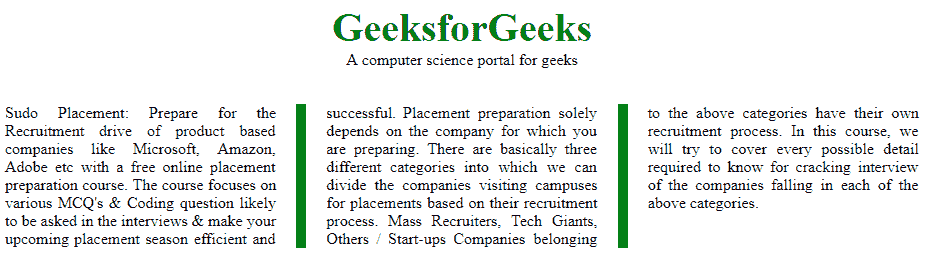 GeeksforGeeks
A computer science portal for geeks
Sudo Placement: Prepare for the
Recruitment drive of product based
companies like Microsoft, Amazon,
Adobe etc with a free online placement
preparation course. The course focuses on
various MCQ's & Coding question likely
to be asked in the interviews & make your
upcoming placement season efficient and
successful. Placement preparation solely
depends on the company for which you
are preparing. There are basically three
different categories into which we can
divide the companies visiting campuses
for placements based on their recruitment
process. Mass Recruiters, Tech Giants,
Others / Start-ups Companies belonging
to the above categories have their own
recruitment process. In this course, we
will try to cover every possible detail
required to know for cracking interview
of the companies falling in each of the
above categories.